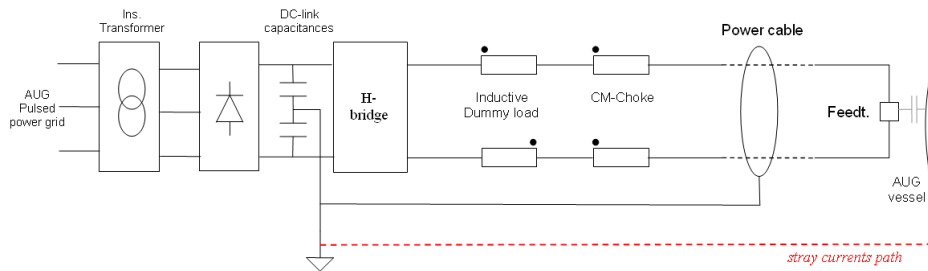 Ins.
Transformer
DC-link
capacitances
Power cable
AUG
Pulsed
power grid
H-
bridge
Inductive
Dummy load
CM-Choke
Feedt.
AUG
vessel
stray currents path